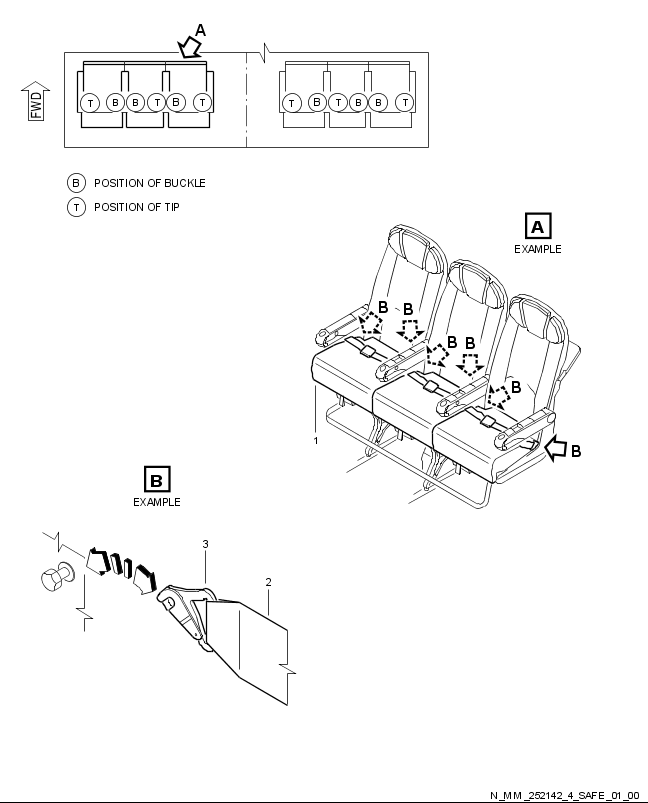 A
FWD
T B B T B T
T B T B B T
B POSITION OF BUCKLE
T POSITION OF TIP
A
EXAMPLE
B
B
B
B
B
B
1
B
EXAMPLE
3
2
N_MM_252142_4_SAFE_01_00